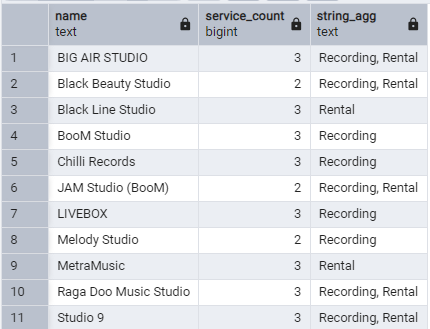 name service_count string_agg
text bigint text
1 BIG AIR STUDIO 3 Recording, Rental
2 Black Beauty Studio 2 Recording, Rental
3 Black Line Studio 3 Rental
4 BooM Studio 3 Recording
5 Chilli Records 3 Recording
6 JAM Studio (BooM) 2 Recording, Rental
7 LIVEBOX 3 Recording
8 Melody Studio 2 Recording
9 MetraMusic 3 Rental
10 Raga Doo Music Studio 3 Recording, Rental
11 Studio 9 3 Recording, Rental